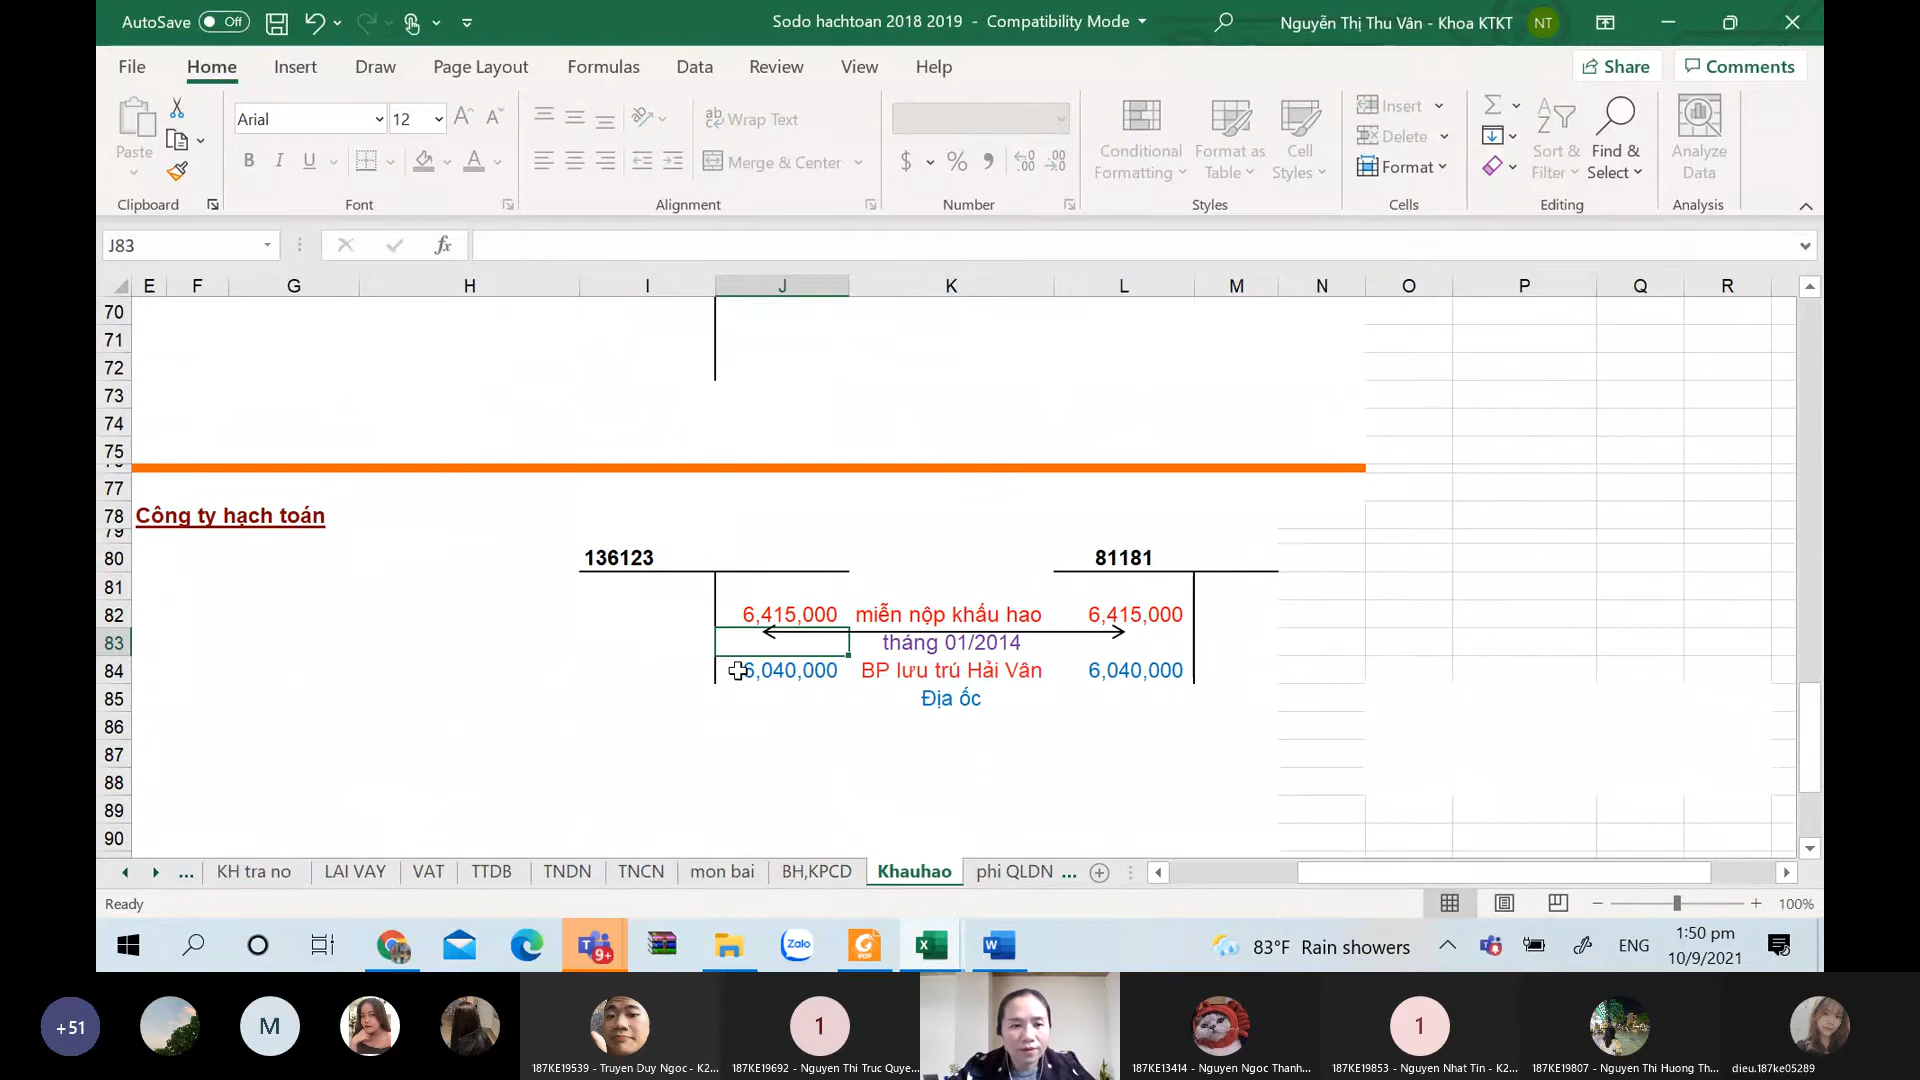 AutoSave Off Sodo hachtoan 2018 2019 - Compatibility Mode Nguyễn Thị Thu Vân - Khoa KTKT NT
File Home Insert Draw Page Layout Formulas Data Review View Help Share Comments
Paste
Clipboard
Arial 12
B I U
Font
Wrap Text
Merge & Center
Alignment
$ % 9
Number
Conditional Formatting
Format as Table
Cell Styles
Styles
Insert
Delete
Format
Cells
Sort & Filter
Find & Select
Editing
Analyze Data
Analysis
J83 fx
E F G H I J K L M N O P Q R
70
71
72
73
74
75
77
78 Công ty hạch toán
79
80 136123 81181
81
82 6,415,000 miễn nộp khấu hao 6,415,000
83 tháng 01/2014
84 6,040,000 BP lưu trú Hải Vân 6,040,000
85 Địa ốc
86
87
88
89
90
... KH tra no LAI VAY VAT TTDB TNDN TNCN mon bai BH,KPCD Khauhao phi QLDN ...
Ready 100%
9+ Zalo PDF 83°F Rain showers ENG 1:50 pm
10/9/2021
+51 M 1 1
187KE19539 - Truyen Duy Ngoc - K2... 187KE19692 - Nguyen Thi Truc Quye... 187KE13414 - Nguyen Ngoc Thanh... 187KE19853 - Nguyen Nhat Tin - K2... 187KE19807 - Nguyen Thi Huong Th... dieu.187ke05289